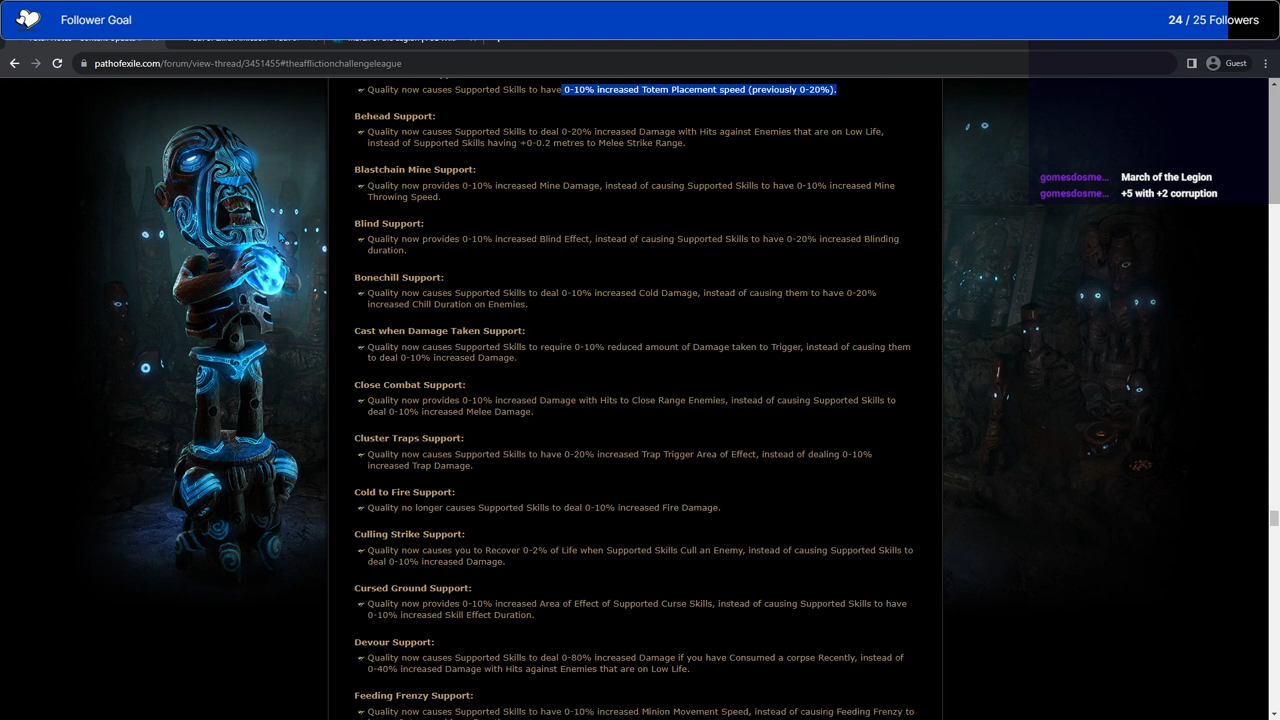 Follower Goal
24 / 25 Followers
pathofexile.com/forum/view-thread/3451455#theafflictionchallengeleague
Guest
Quality now causes Supported Skills to have 0-10% increased Totem Placement speed (previously 0-20%).
Behead Support:
Quality now causes Supported Skills to deal 0-20% increased Damage with Hits against Enemies that are on Low Life,
instead of Supported Skills having +0-0.2 metres to Melee Strike Range.
Blastchain Mine Support:
Quality now provides 0-10% increased Mine Damage, instead of causing Supported Skills to have 0-10% increased Mine
Throwing Speed.
gomesdosme... March of the Legion
gomesdosme... +5 with +2 corruption
Blind Support:
Quality now provides 0-10% increased Blind Effect, instead of causing Supported Skills to have 0-20% increased Blinding
duration.
Bonechill Support:
Quality now causes Supported Skills to deal 0-10% increased Cold Damage, instead of causing them to have 0-20%
increased Chill Duration on Enemies.
Cast when Damage Taken Support:
Quality now causes Supported Skills to require 0-10% reduced amount of Damage taken to Trigger, instead of causing them
to deal 0-10% increased Damage.
Close Combat Support:
Quality now provides 0-10% increased Damage with Hits to Close Range Enemies, instead of causing Supported Skills to
deal 0-10% increased Melee Damage.
Cluster Traps Support:
Quality now causes Supported Skills to have 0-20% increased Trap Trigger Area of Effect, instead of dealing 0-10%
increased Trap Damage.
Cold to Fire Support:
Quality no longer causes Supported Skills to deal 0-10% increased Fire Damage.
Culling Strike Support:
Quality now causes you to Recover 0-2% of Life when Supported Skills Cull an Enemy, instead of causing Supported Skills to
deal 0-10% increased Damage.
Cursed Ground Support:
Quality now provides 0-10% increased Area of Effect of Supported Curse Skills, instead of causing Supported Skills to have
0-10% increased Skill Effect Duration.
Devour Support:
Quality now causes Supported Skills to deal 0-80% increased Damage if you have Consumed a corpse Recently, instead of
0-40% increased Damage with Hits against Enemies that are on Low Life.
Feeding Frenzy Support:
Quality now causes Supported Skills to have 0-10% increased Minion Movement Speed, instead of causing Feeding Frenzy to